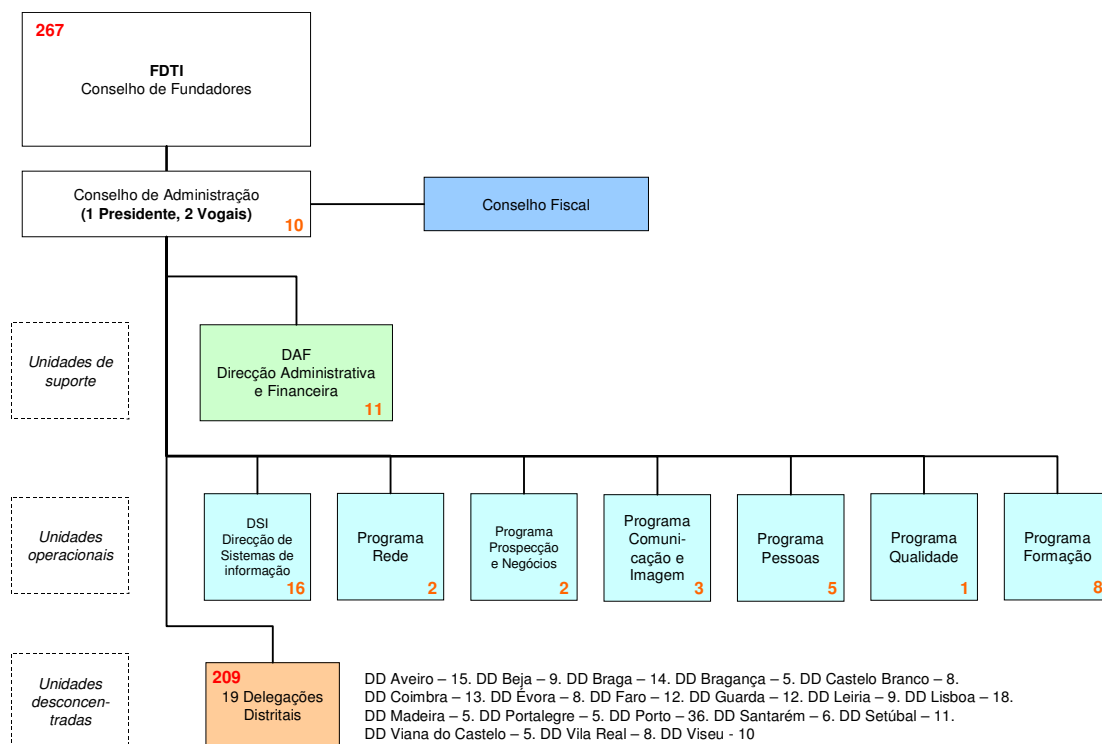 267
FDTI
Conselho de Fundadores
Conselho de Administração
(1 Presidente, 2 Vogais)
10
Conselho Fiscal
Unidades de
suporte
DAF
Direcção Administrativa
e Financeira
11
Unidades
operacionais
DSI
Direcção de
Sistemas de
informação
16
Programa
Rede
2
Programa
Prospecção
e Negócios
2
Programa
Comuni-
cação e
Imagem
3
Programa
Pessoas
5
Programa
Qualidade
1
Programa
Formação
8
Unidades
desconcen-
tradas
209
19 Delegações
Distritais
DD Aveiro – 15. DD Beja – 9. DD Braga – 14. DD Bragança – 5. DD Castelo Branco – 8.
DD Coimbra – 13. DD Évora – 8. DD Faro – 12. DD Guarda – 12. DD Leiria – 9. DD Lisboa – 18.
DD Madeira – 5. DD Portalegre – 5. DD Porto – 36. DD Santarém – 6. DD Setúbal – 11.
DD Viana do Castelo – 5. DD Vila Real – 8. DD Viseu - 10